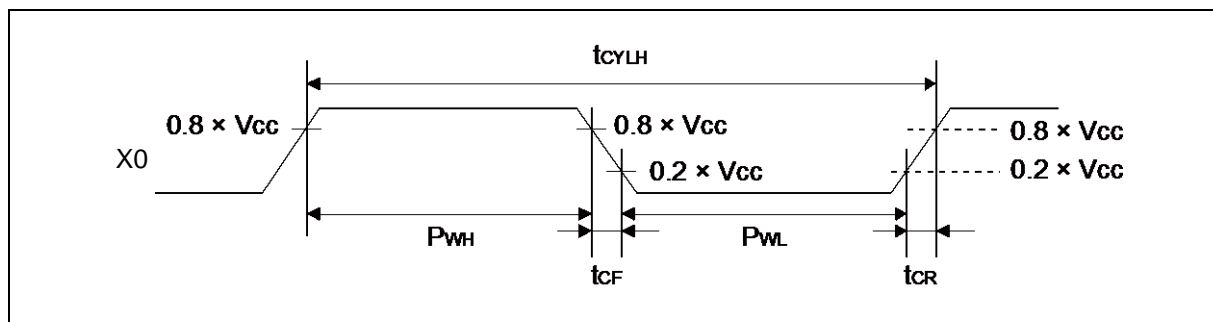 tCYLH
0.8 × VCC
0.8 × VCC
0.8 × VCC
X0
0.2 × VCC
0.2 × VCC
PWH
PWL
tCF
tCR